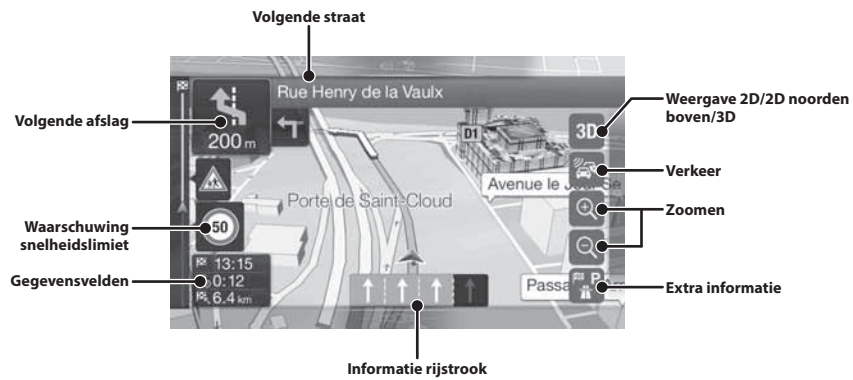 Volgende straat
Rue Henry de la Vaulx
Volgende afslag
200 m
3D
Weergave 2D/2D noorden
boven/3D
D1
Verkeer
Avenue le
Porte de Saint-Cloud
Zoomen
Waarschuwing
snelheidslimiet
50
Gegevensvelden
13:15
0:12
6.4 km
P
Extra informatie
Informatie rijstrook